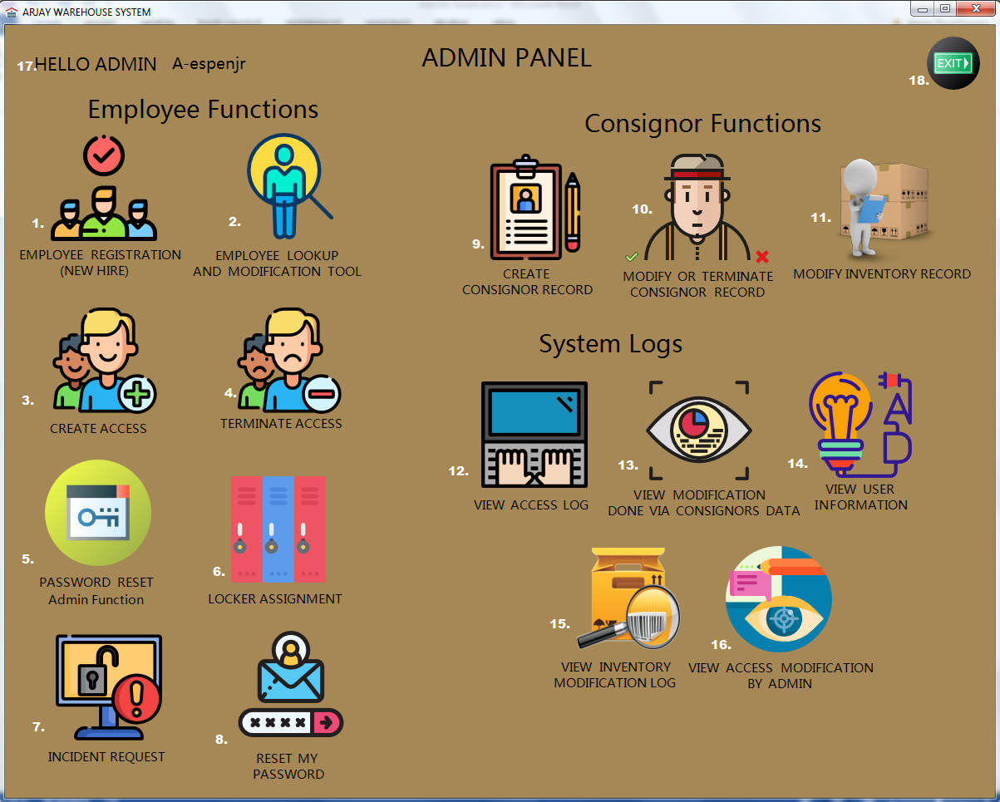 ARJAY WAREHOUSE SYSTEM
17.HELLO ADMIN A-espenjr
ADMIN PANEL
EXIT
18.
Employee Functions
1.
EMPLOYEE REGISTRATION
(NEW HIRE)
2.
EMPLOYEE LOOKUP
AND MODIFICATION TOOL
3.
CREATE ACCESS
4.
TERMINATE ACCESS
5.
PASSWORD RESET
Admin Function
6.
LOCKER ASSIGNMENT
7.
INCIDENT REQUEST
8.
RESET MY
PASSWORD
Consignor Functions
9.
CREATE
CONSIGNOR RECORD
10.
MODIFY OR TERMINATE
CONSIGNOR RECORD
11.
MODIFY INVENTORY RECORD
System Logs
12.
VIEW ACCESS LOG
13.
VIEW MODIFICATION
DONE VIA CONSIGNORS DATA
14.
AD
VIEW USER
INFORMATION
15.
VIEW INVENTORY
MODIFICATION LOG
16.
VIEW ACCESS MODIFICATION
BY ADMIN